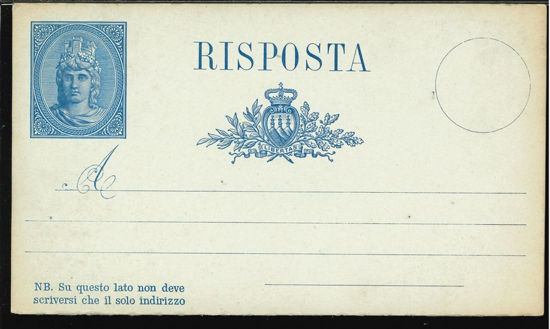 RISPOSTA
LIBERTAS
A
NB. Su questo lato non deve
scriversi che il solo indirizzo